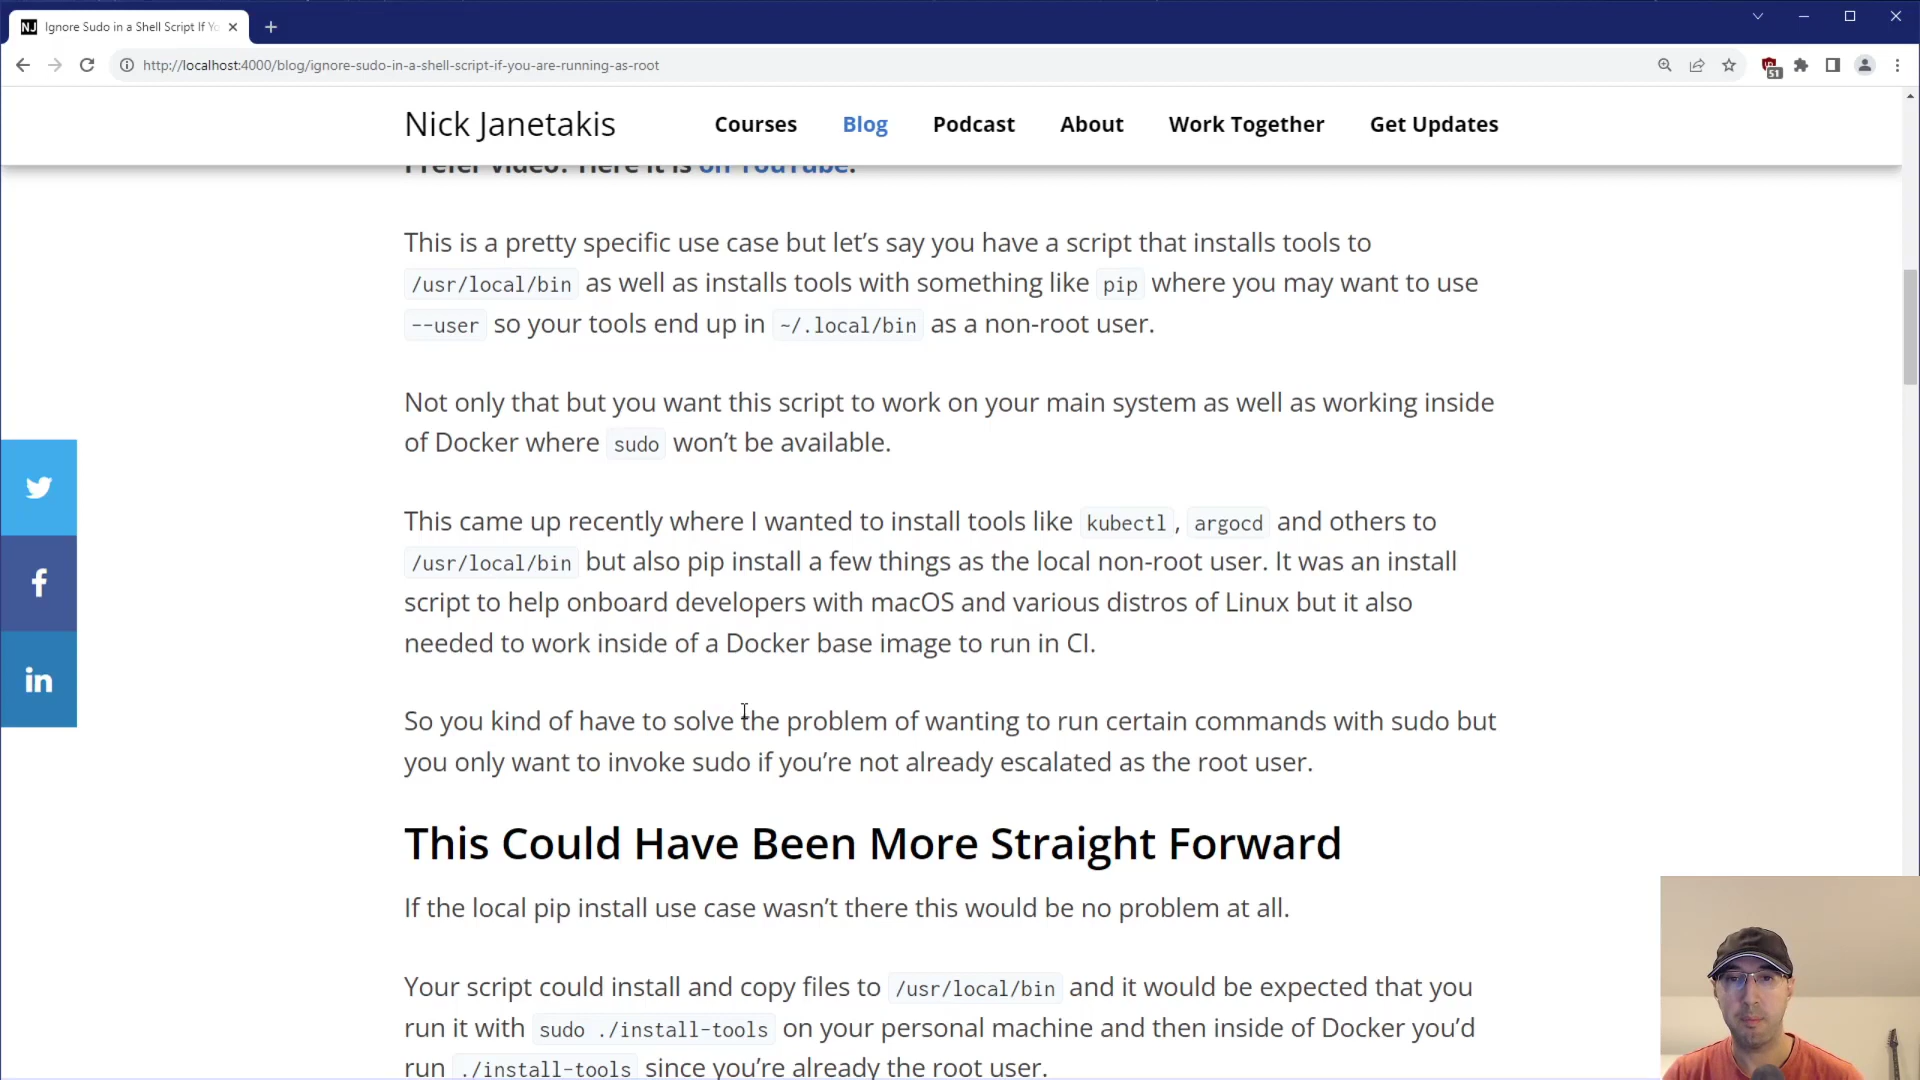 NJ Ignore Sudo in a Shell Script If Yo
http://localhost:4000/blog/ignore-sudo-in-a-shell-script-if-you-are-running-as-root
51
Nick Janetakis Courses Blog Podcast About Work Together Get Updates
Prefer video? Here it is on YouTube.
This is a pretty specific use case but let’s say you have a script that installs tools to
/usr/local/bin as well as installs tools with something like pip where you may want to use
--user so your tools end up in ~/.local/bin as a non-root user.
Not only that but you want this script to work on your main system as well as working inside
of Docker where sudo won’t be available.
This came up recently where I wanted to install tools like kubectl, argocd and others to
/usr/local/bin but also pip install a few things as the local non-root user. It was an install
script to help onboard developers with macOS and various distros of Linux but it also
needed to work inside of a Docker base image to run in CI.
So you kind of have to solve the problem of wanting to run certain commands with sudo but
you only want to invoke sudo if you’re not already escalated as the root user.
This Could Have Been More Straight Forward
If the local pip install use case wasn’t there this would be no problem at all.
Your script could install and copy files to /usr/local/bin and it would be expected that you
run it with sudo ./install-tools on your personal machine and then inside of Docker you’d
run ./install-tools since you’re already the root user.